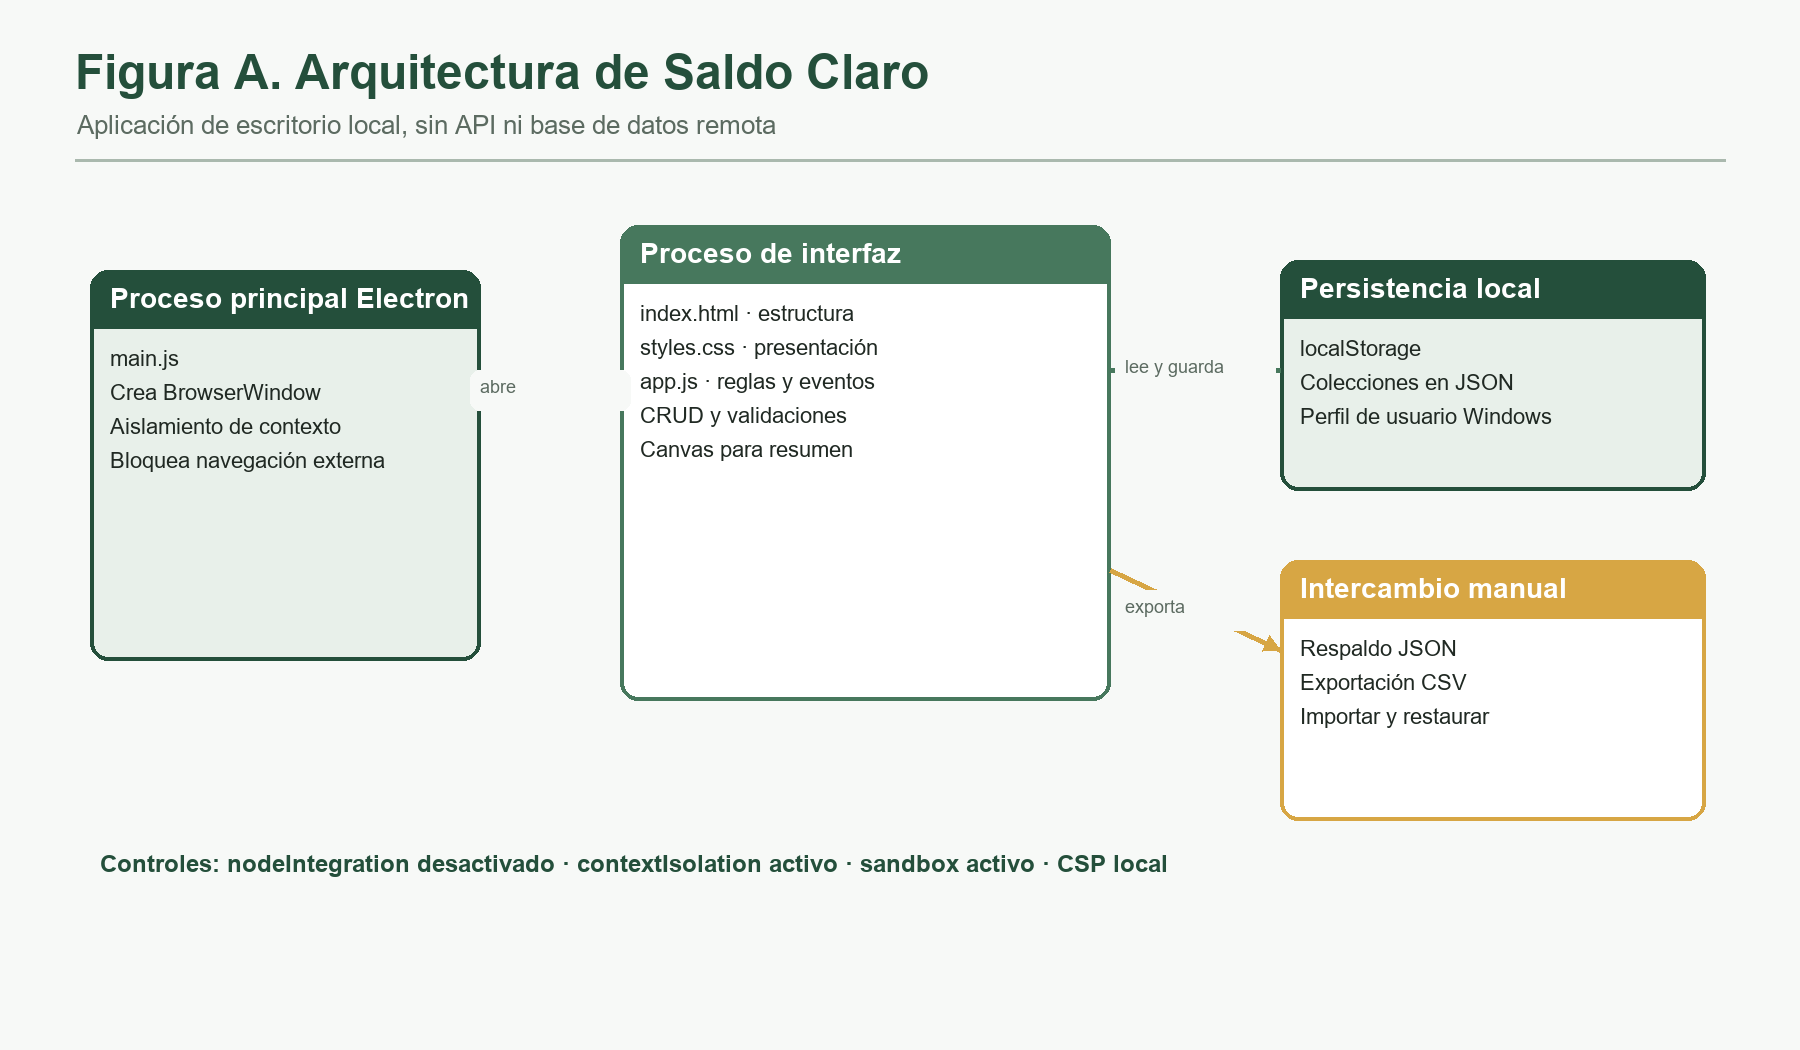 Figura A. Arquitectura de Saldo Claro
Aplicación de escritorio local, sin API ni base de datos remota
Proceso principal Electron
main.js
Crea BrowserWindow
Aislamiento de contexto
Bloquea navegación externa
abre
Proceso de interfaz
index.html · estructura
styles.css · presentación
app.js · reglas y eventos
CRUD y validaciones
Canvas para resumen
lee y guarda
exporta
Persistencia local
localStorage
Colecciones en JSON
Perfil de usuario Windows
Intercambio manual
Respaldo JSON
Exportación CSV
Importar y restaurar
Controles: nodeIntegration desactivado · contextIsolation activo · sandbox activo · CSP local